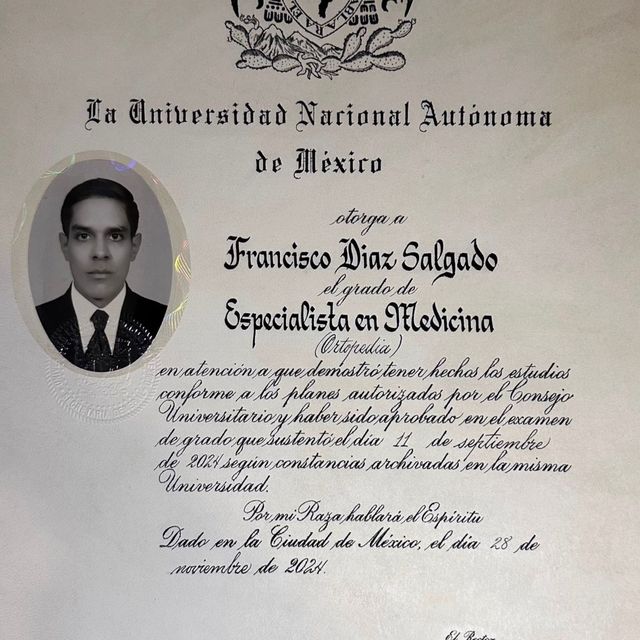 La Universidad Nacional Autónoma
de México
otorga a
Francisco Diaz Salgado
el grado de
Especialista en Medicina
(Ortopedia)
en atención a que demostró tener hechos los estudios
conforme a los planes autorizados por el Consejo
Universitario y haber sido aprobado en el examen
de grado que sustentó el día 11 de septiembre
de 2024 según constancias archivadas en la misma
Universidad.
Por mi Raza hablará el Espíritu
Dado en la Ciudad de México, el día 28 de
noviembre de 2024.
El Rector